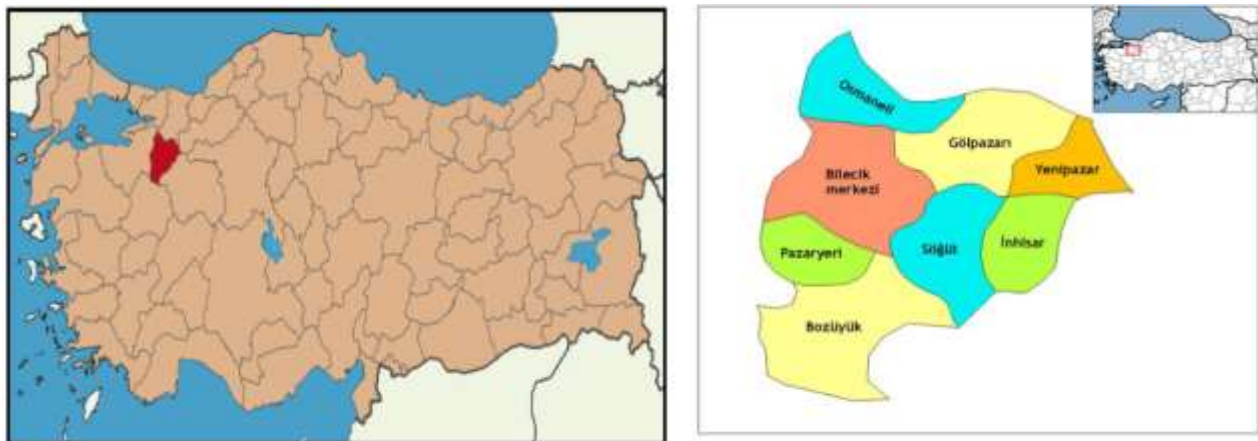 Osmaneli
Gölpazarı
Yenipazar
Bilecik
merkezi
Pazaryeri
Söğüt
İnhisar
Bozüyük